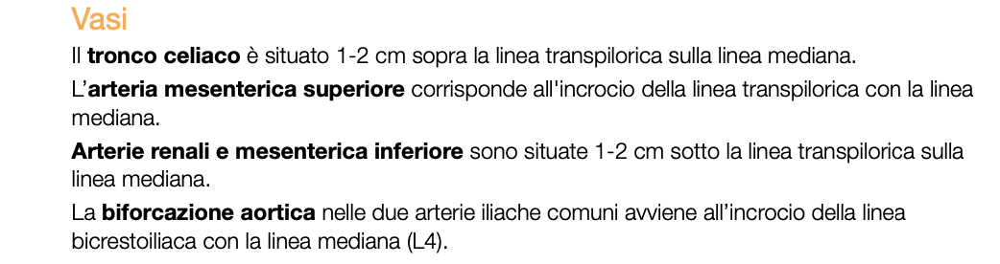 Vasi
Il tronco celiaco è situato 1-2 cm sopra la linea transpilorica sulla linea mediana.
L’arteria mesenterica superiore corrisponde all'incrocio della linea transpilorica con la linea
mediana.
Arterie renali e mesenterica inferiore sono situate 1-2 cm sotto la linea transpilorica sulla
linea mediana.
La biforcazione aortica nelle due arterie iliache comuni avviene all’incrocio della linea
bicrestoiliaca con la linea mediana (L4).